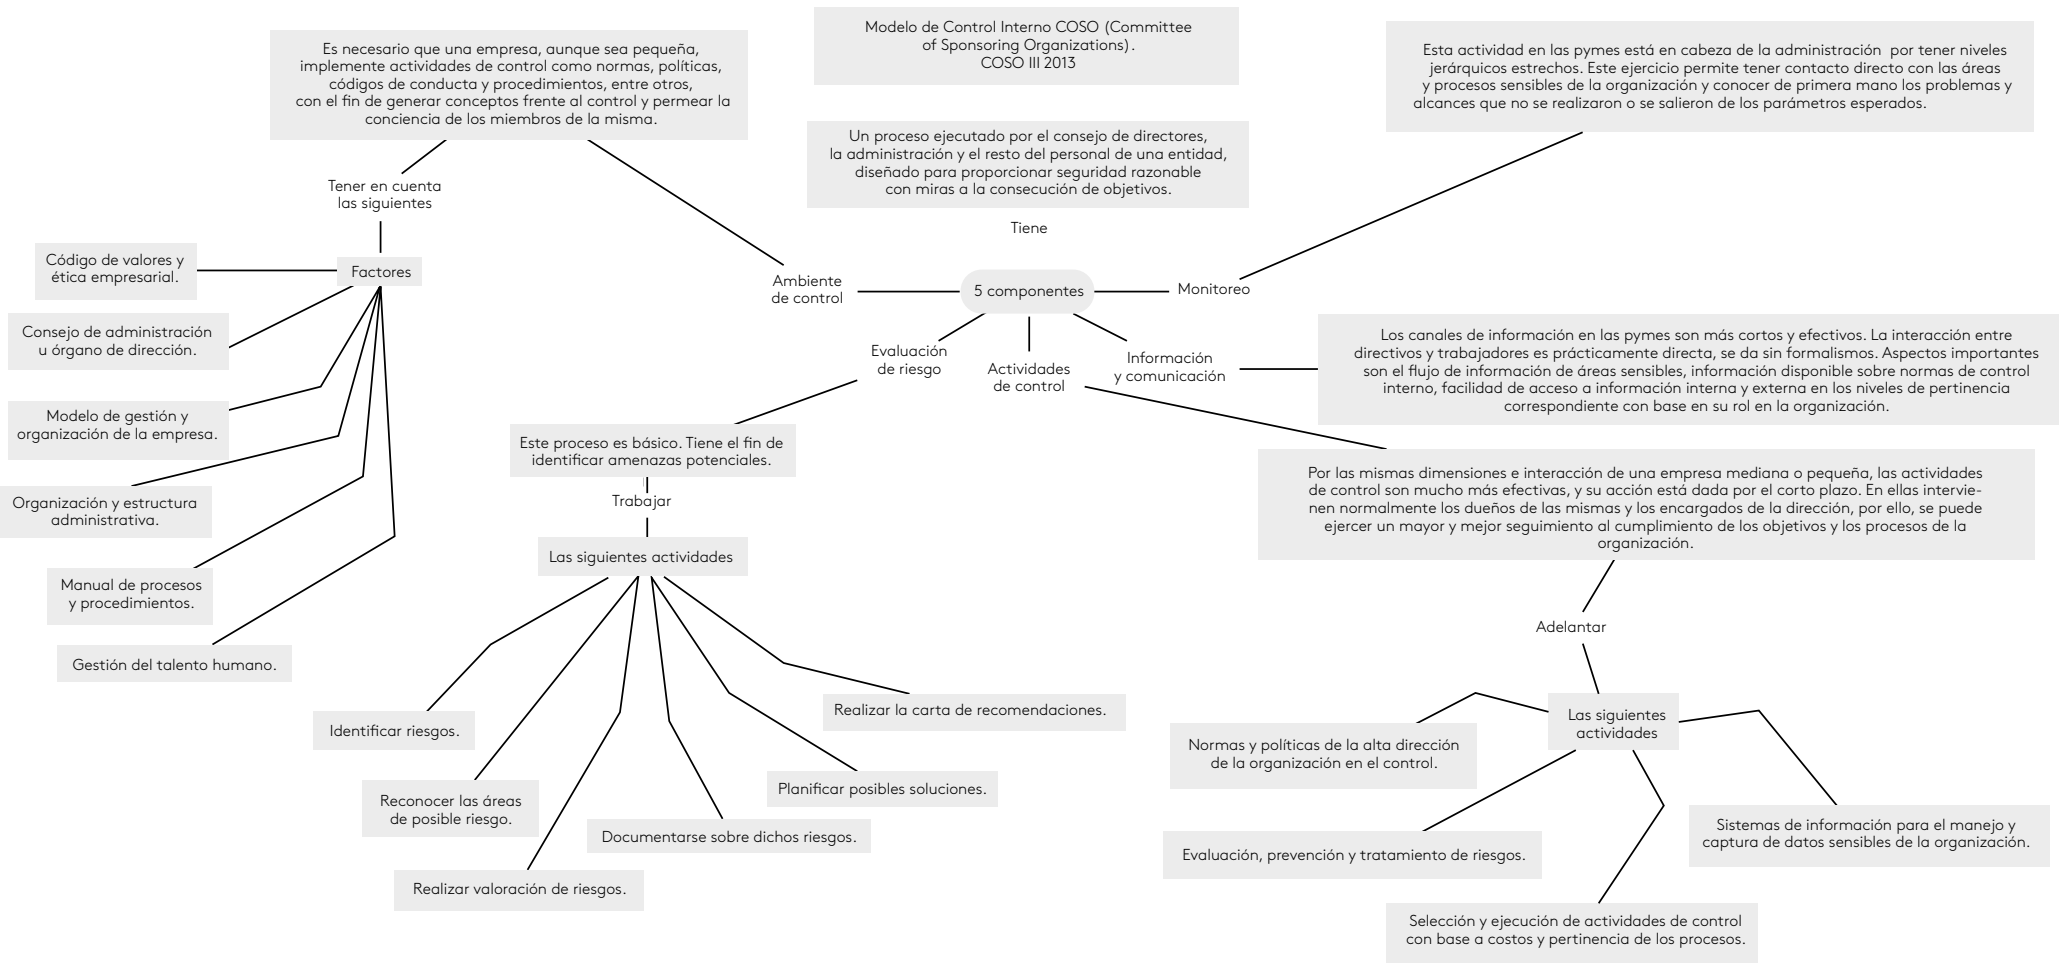 Modelo de Control Interno COSO (Committee
of Sponsoring Organizations).
COSO III 2013
Un proceso ejecutado por el consejo de directores,
la administración y el resto del personal de una entidad,
diseñado para proporcionar seguridad razonable
con miras a la consecución de objetivos.
Tiene
5 componentes
Ambiente
de control
Es necesario que una empresa, aunque sea pequeña,
implemente actividades de control como normas, políticas,
códigos de conducta y procedimientos, entre otros,
con el fin de generar conceptos frente al control y permear la
conciencia de los miembros de la misma.
Tener en cuenta
las siguientes
Factores
Código de valores y
ética empresarial.
Consejo de administración
u órgano de dirección.
Modelo de gestión y
organización de la empresa.
Organización y estructura
administrativa.
Manual de procesos
y procedimientos.
Gestión del talento humano.
Evaluación
de riesgo
Este proceso es básico. Tiene el fin de
identificar amenazas potenciales.
Trabajar
Las siguientes actividades
Identificar riesgos.
Reconocer las áreas
de posible riesgo.
Realizar valoración de riesgos.
Documentarse sobre dichos riesgos.
Planificar posibles soluciones.
Realizar la carta de recomendaciones.
Actividades
de control
Por las mismas dimensiones e interacción de una empresa mediana o pequeña, las actividades
de control son mucho más efectivas, y su acción está dada por el corto plazo. En ellas intervie-
nen normalmente los dueños de las mismas y los encargados de la dirección, por ello, se puede
ejercer un mayor y mejor seguimiento al cumplimiento de los objetivos y los procesos de la
organización.
Adelantar
Las siguientes
actividades
Normas y políticas de la alta dirección
de la organización en el control.
Evaluación, prevención y tratamiento de riesgos.
Selección y ejecución de actividades de control
con base a costos y pertinencia de los procesos.
Sistemas de información para el manejo y
captura de datos sensibles de la organización.
Información
y comunicación
Los canales de información en las pymes son más cortos y efectivos. La interacción entre
directivos y trabajadores es prácticamente directa, se da sin formalismos. Aspectos importantes
son el flujo de información de áreas sensibles, información disponible sobre normas de control
interno, facilidad de acceso a información interna y externa en los niveles de pertinencia
correspondiente con base en su rol en la organización.
Monitoreo
Esta actividad en las pymes está en cabeza de la administración por tener niveles
jerárquicos estrechos. Este ejercicio permite tener contacto directo con las áreas
y procesos sensibles de la organización y conocer de primera mano los problemas y
alcances que no se realizaron o se salieron de los parámetros esperados.